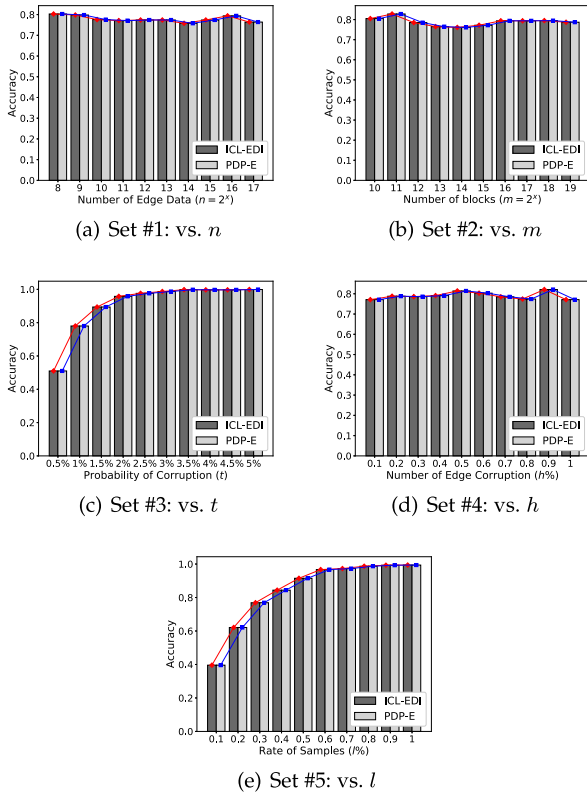 0.8
0.7
0.6
0.5
0.4
0.3
0.2
0.1
0.0
Accuracy
ICL-EDI
PDP-E
8 9 10 11 12 13 14 15 16 17
Number of Edge Data (n = 2^x)
(a) Set #1: vs. n
0.8
0.7
0.6
0.5
0.4
0.3
0.2
0.1
0.0
Accuracy
ICL-EDI
PDP-E
10 11 12 13 14 15 16 17 18 19
Number of blocks (m = 2^x)
(b) Set #2: vs. m
1.0
0.8
0.6
0.4
0.2
0.0
Accuracy
ICL-EDI
PDP-E
0.5% 1% 1.5% 2% 2.5% 3% 3.5% 4% 4.5% 5%
Probability of Corruption (t)
(c) Set #3: vs. t
0.8
0.7
0.6
0.5
0.4
0.3
0.2
0.1
0.0
Accuracy
ICL-EDI
PDP-E
0.1 0.2 0.3 0.4 0.5 0.6 0.7 0.8 0.9 1
Number of Edge Corruption (h%)
(d) Set #4: vs. h
1.0
0.8
0.6
0.4
0.2
0.0
Accuracy
ICL-EDI
PDP-E
0.1 0.2 0.3 0.4 0.5 0.6 0.7 0.8 0.9 1
Rate of Samples (l%)
(e) Set #5: vs. l